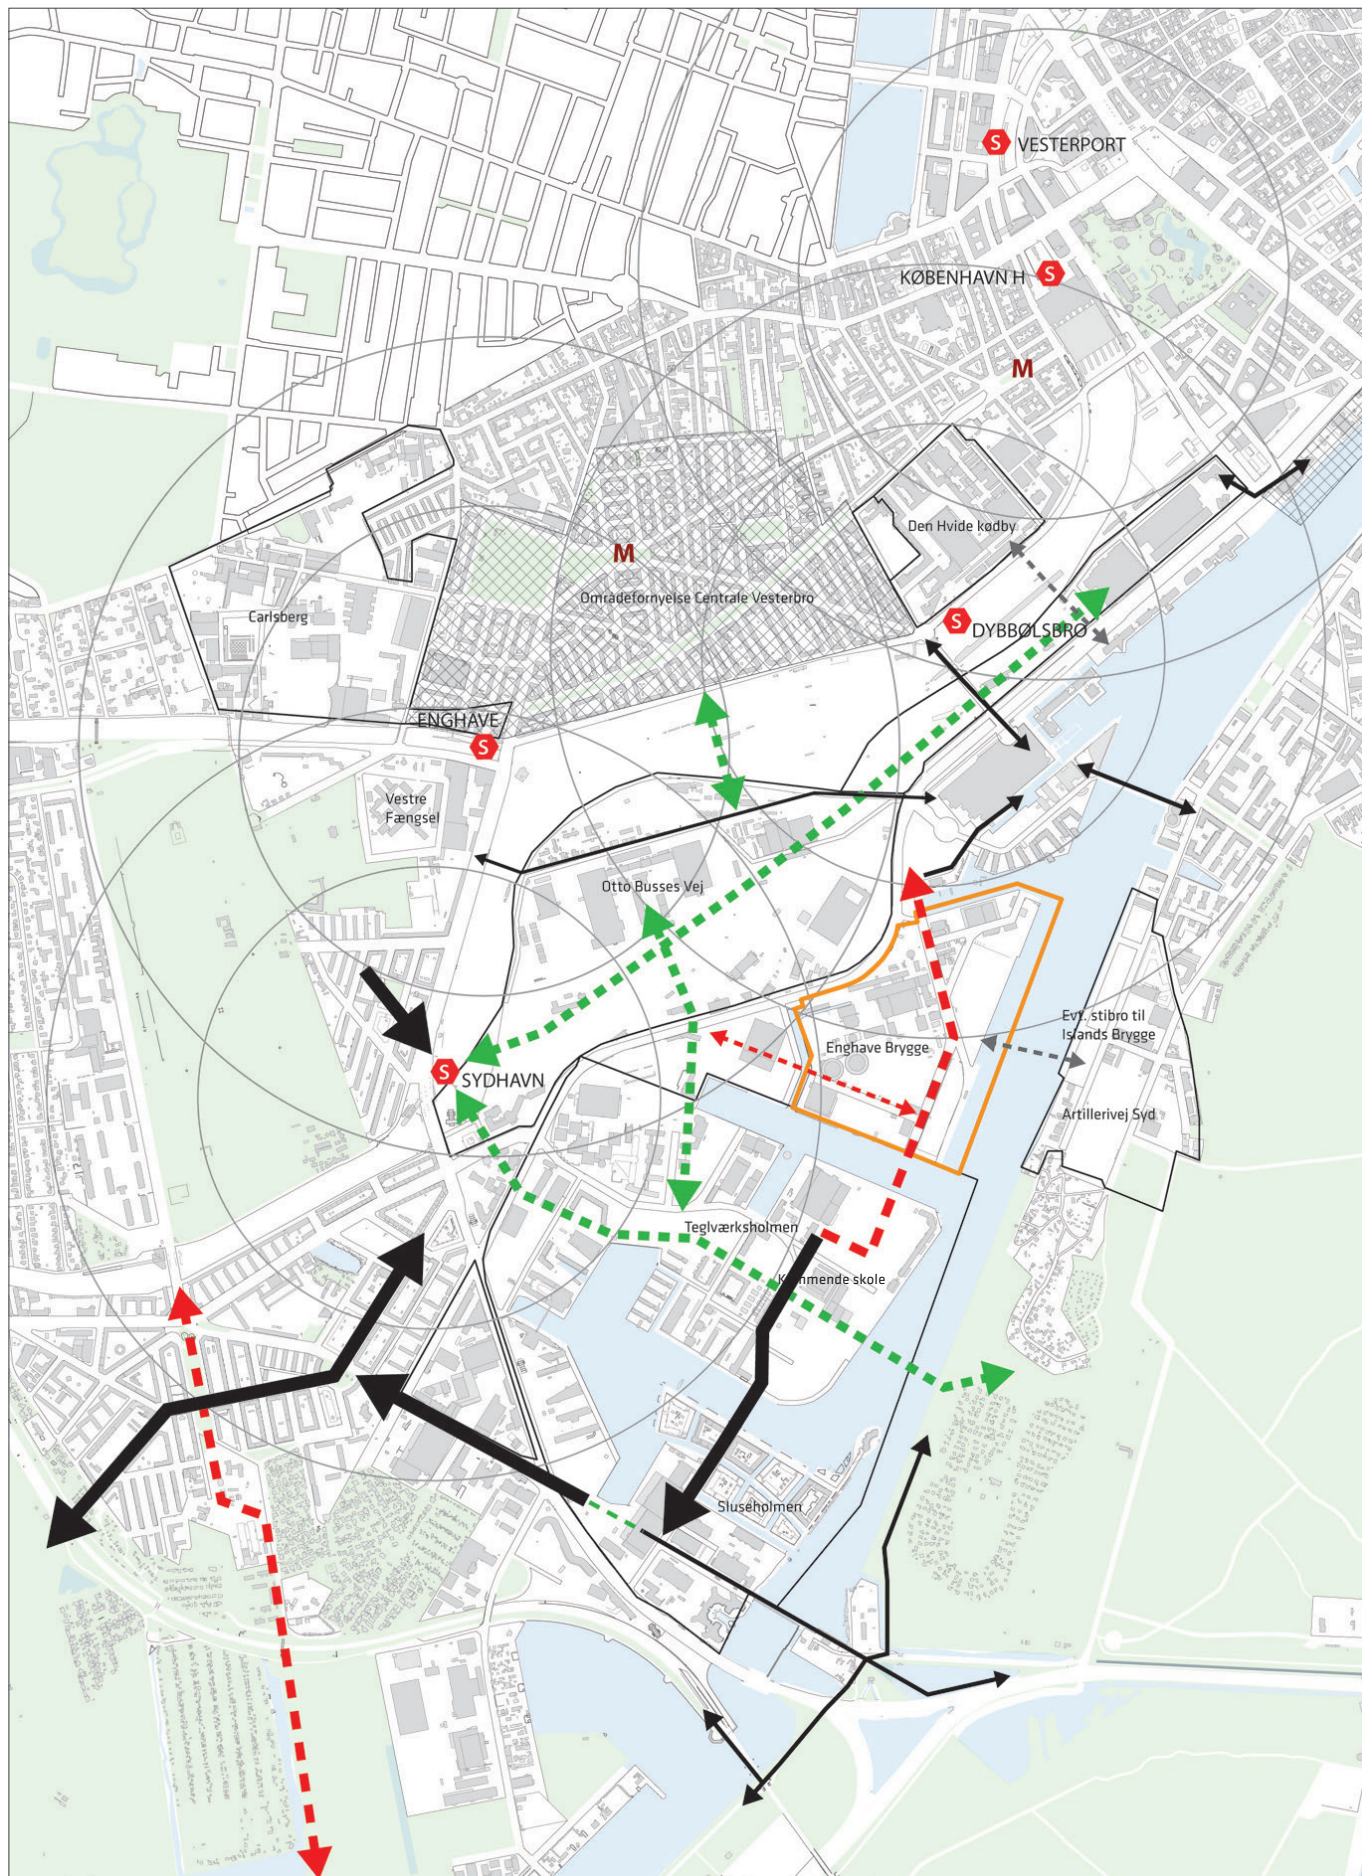 S VESTERPORT
KØBENHAVN H S
M
Den Hvide kødby
M
Områdefornyelse Centrale Vesterbro
Carlsberg
S
DYBBØLSBRO
ENGHAVE
S
Vestre
Fængsel
Otto Busses Vej
Evt. stibro til
Islands Brygge
Enghave Brygge
S
SYDHAVN
Artillerivej Syd
Teglværksholmen
Kommende skole
Sluseholmen